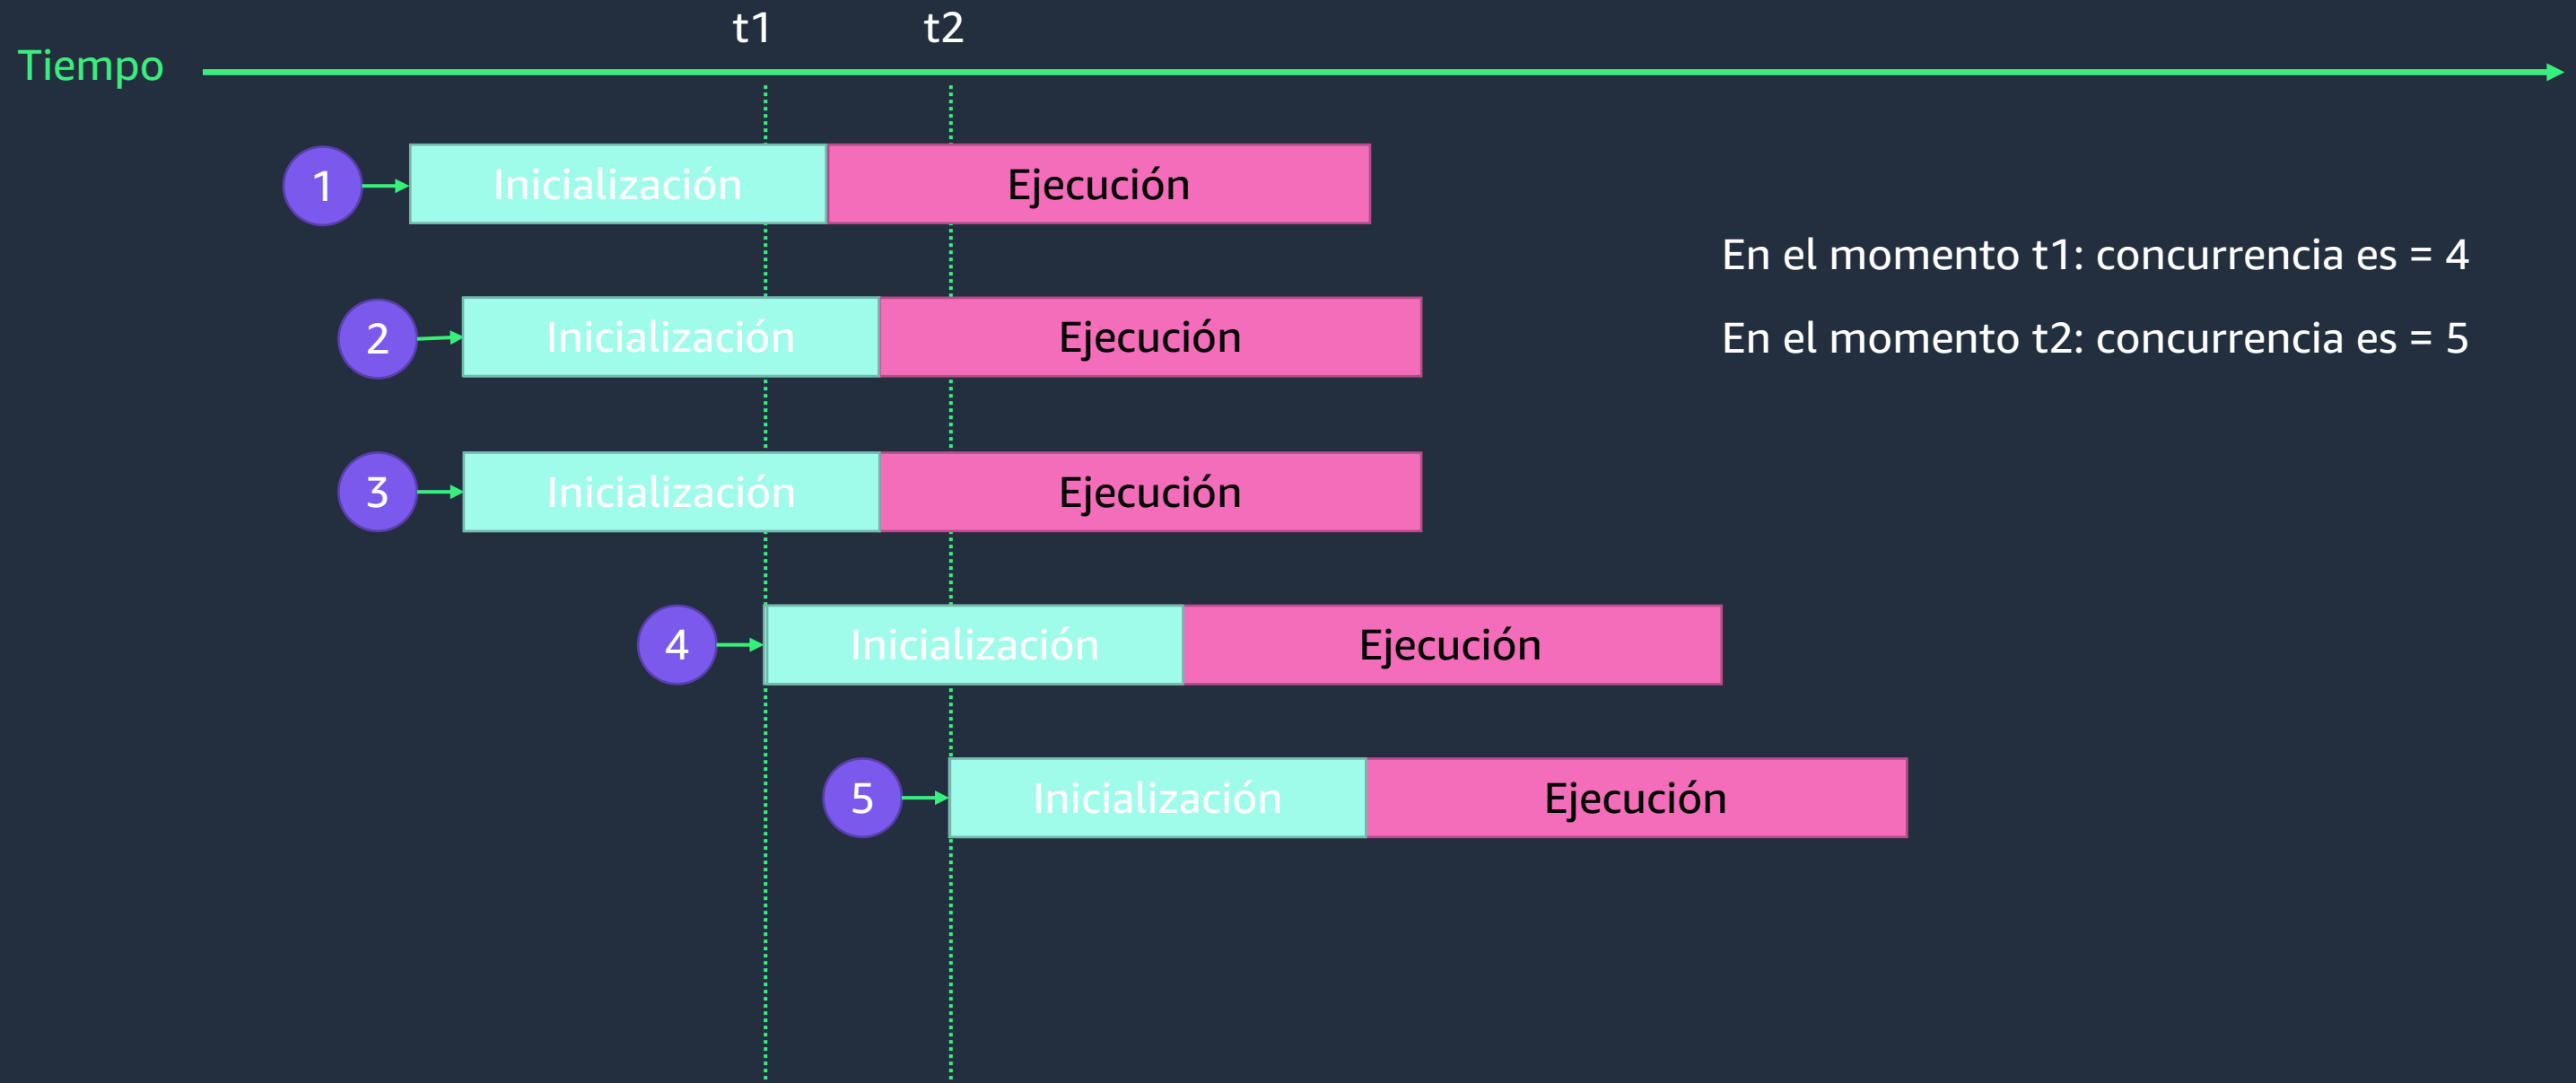 t1 t2
Tiempo
1 Inicialización Ejecución
En el momento t1: concurrencia es = 4
2 Inicialización Ejecución
En el momento t2: concurrencia es = 5
3 Inicialización Ejecución
4 Inicialización Ejecución
5 Inicialización Ejecución